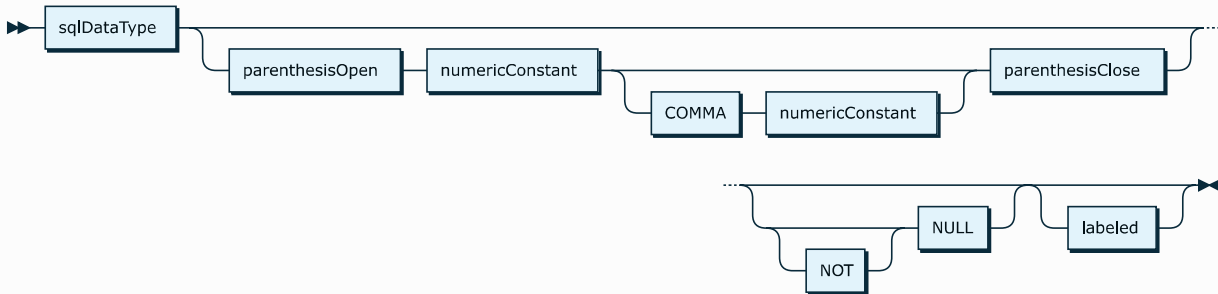 sqlDataType
parenthesisOpen numericConstant parenthesisClose
COMMA numericConstant
NULL labeled
NOT